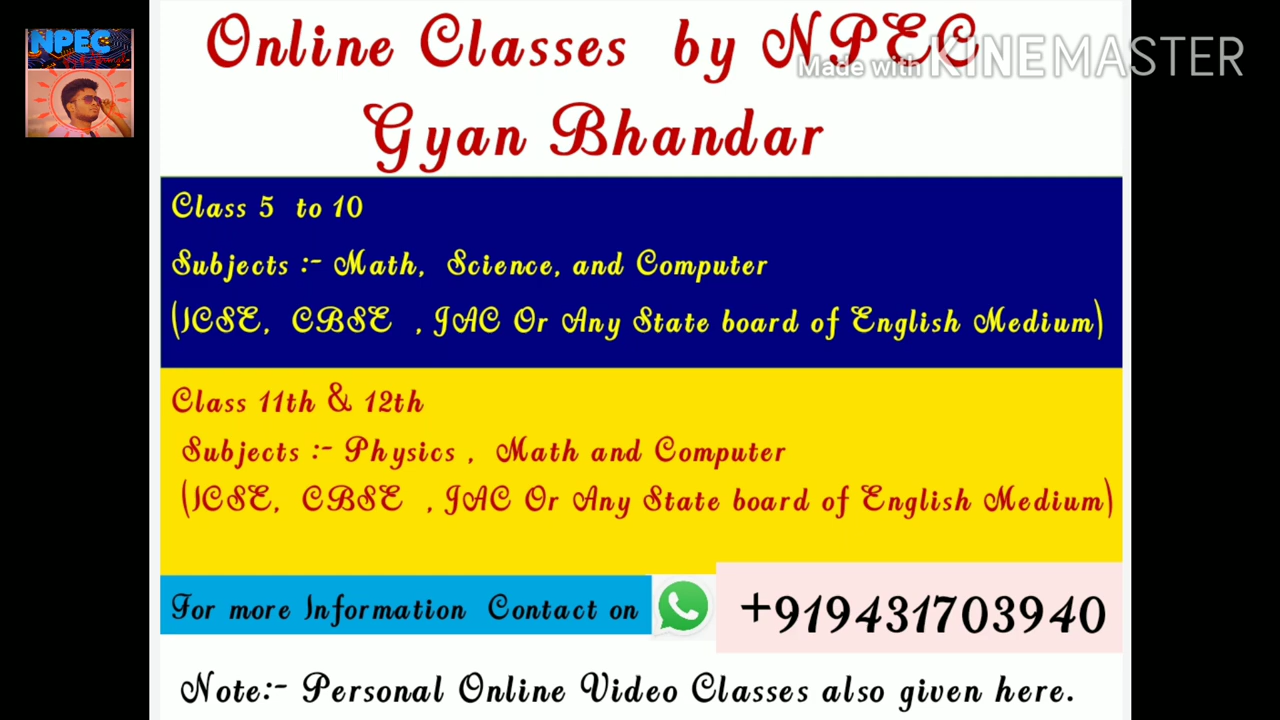 NPEC
Online Classes by NPEC
Made with KINEMASTER
Gyan Bhandar
Class 5 to 10
Subjects :- Math, Science, and Computer
(ICSE, CBSE , JAC Or Any State board of English Medium)
Class 11th & 12th
Subjects :- Physics , Math and Computer
(ICSE, CBSE , JAC Or Any State board of English Medium)
For more Information Contact on
+919431703940
Note:- Personal Online Video Classes also given here.